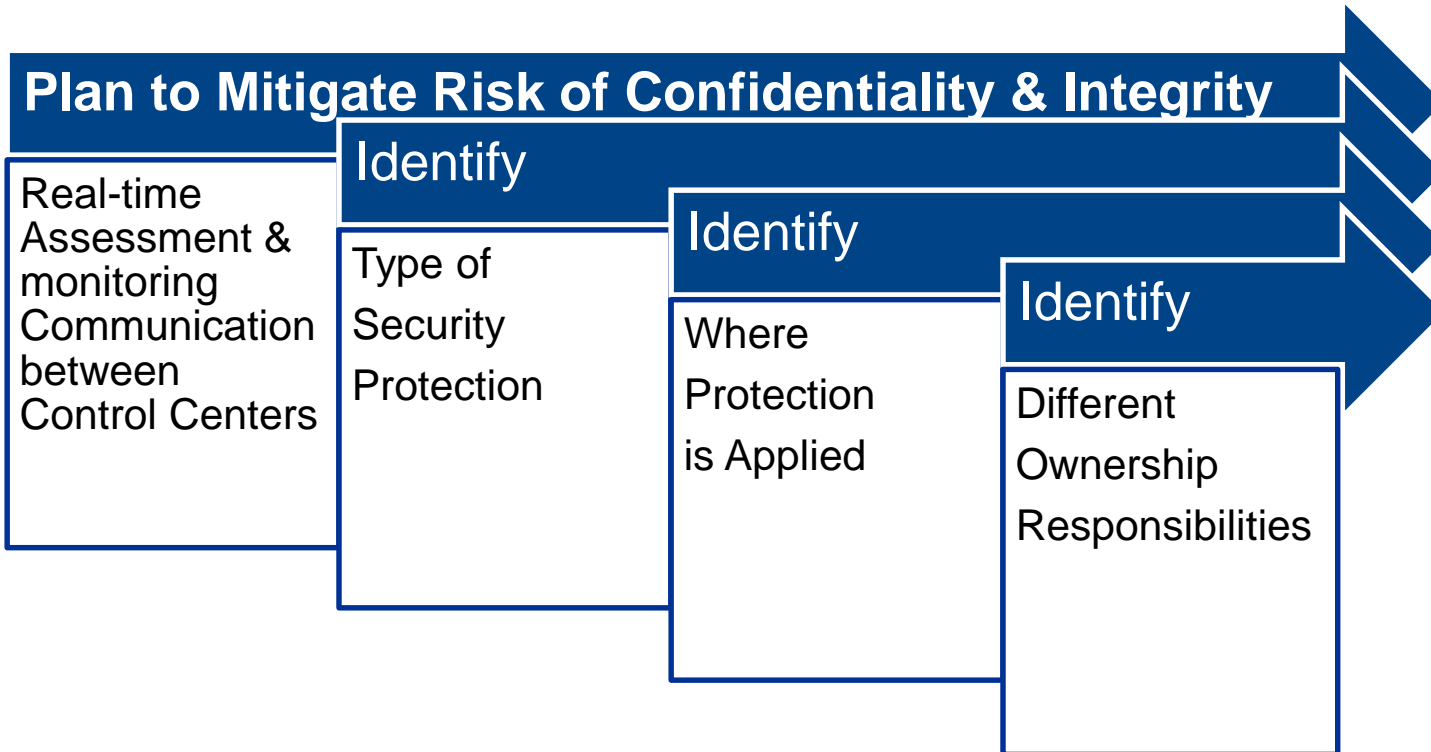 Plan to Mitigate Risk of Confidentiality & Integrity
Real-time
Assessment &
monitoring
Communication
between
Control Centers
Identify
Type of
Security
Protection
Identify
Where
Protection
is Applied
Identify
Different
Ownership
Responsibilities